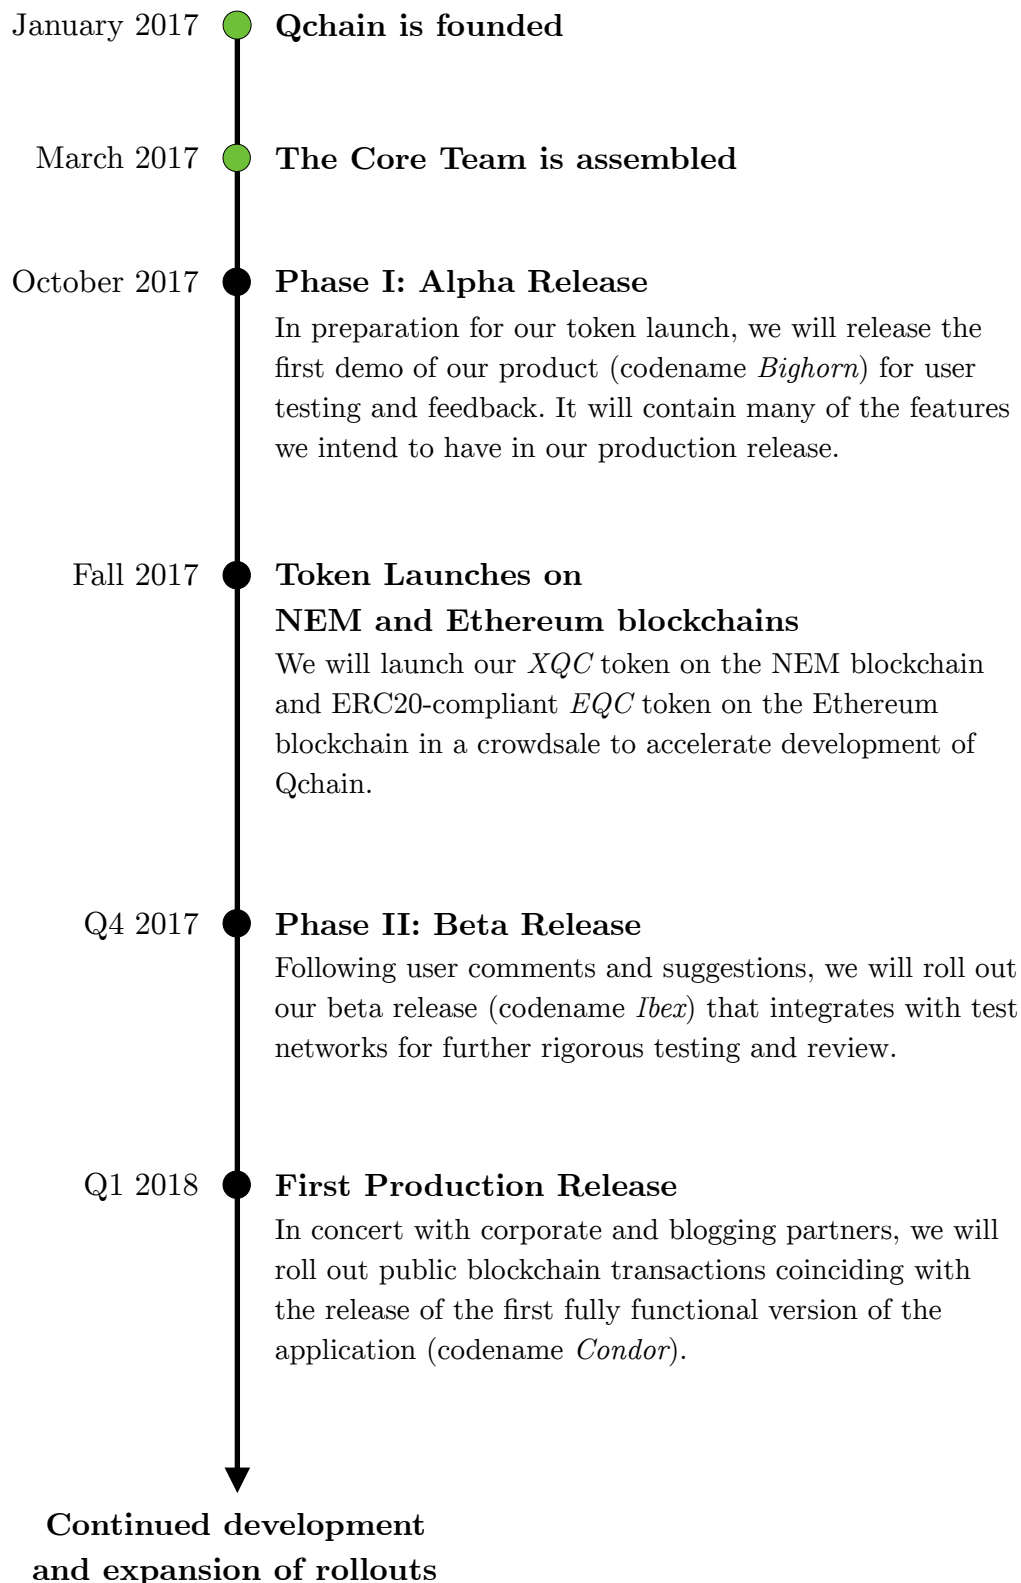 January 2017 Qchain is founded
March 2017 The Core Team is assembled
October 2017 Phase I: Alpha Release
In preparation for our token launch, we will release the
first demo of our product (codename Bighorn) for user
testing and feedback. It will contain many of the features
we intend to have in our production release.
Fall 2017 Token Launches on
NEM and Ethereum blockchains
We will launch our XQC token on the NEM blockchain
and ERC20-compliant EQC token on the Ethereum
blockchain in a crowdsale to accelerate development of
Qchain.
Q4 2017 Phase II: Beta Release
Following user comments and suggestions, we will roll out
our beta release (codename Ibex) that integrates with test
networks for further rigorous testing and review.
Q1 2018 First Production Release
In concert with corporate and blogging partners, we will
roll out public blockchain transactions coinciding with
the release of the first fully functional version of the
application (codename Condor).
Continued development
and expansion of rollouts